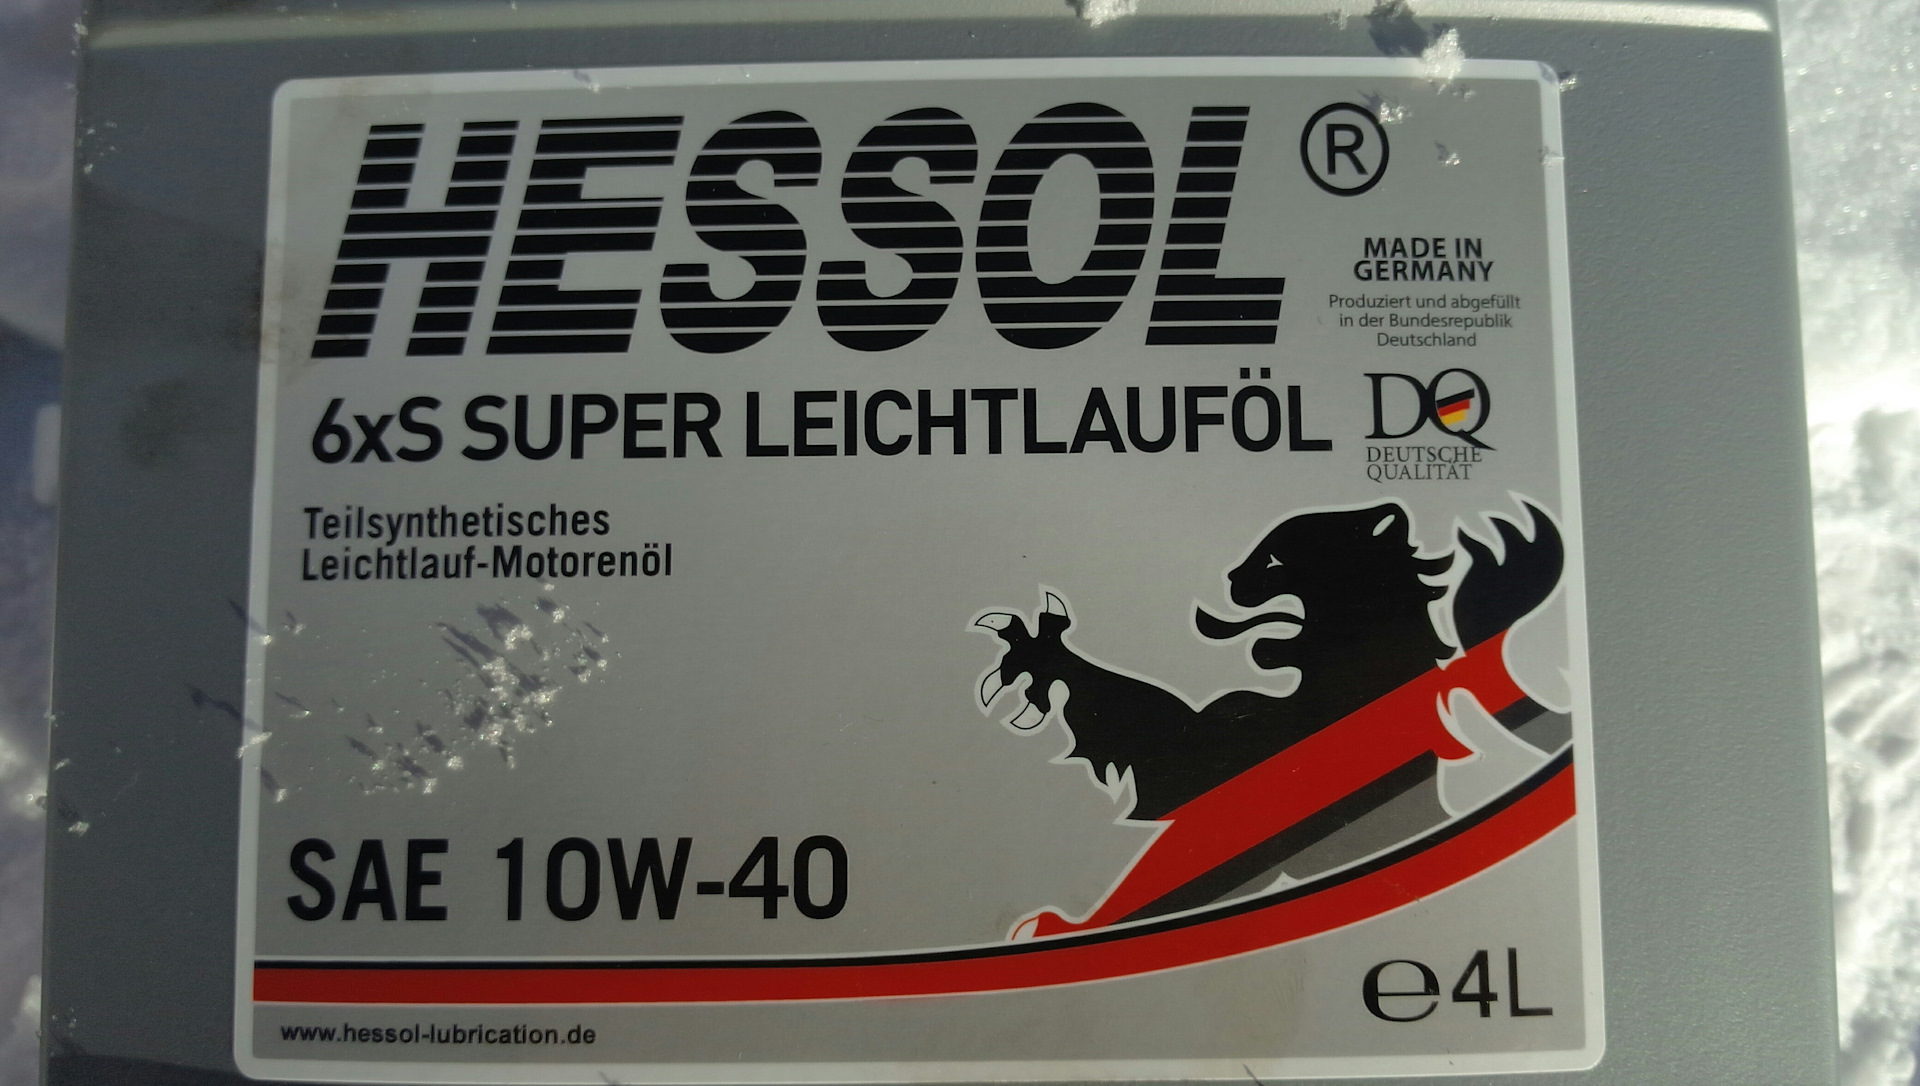 HESSOL ®
MADE IN
GERMANY
Produziert und abgefüllt
in der Bundesrepublik
Deutschland
6xS SUPER LEICHTLAUFÖL
DQ
DEUTSCHE
QUALITÄT
Teilsynthetisches
Leichtlauf-Motorenöl
SAE 10W-40
℮4L
www.hessol-lubrication.de